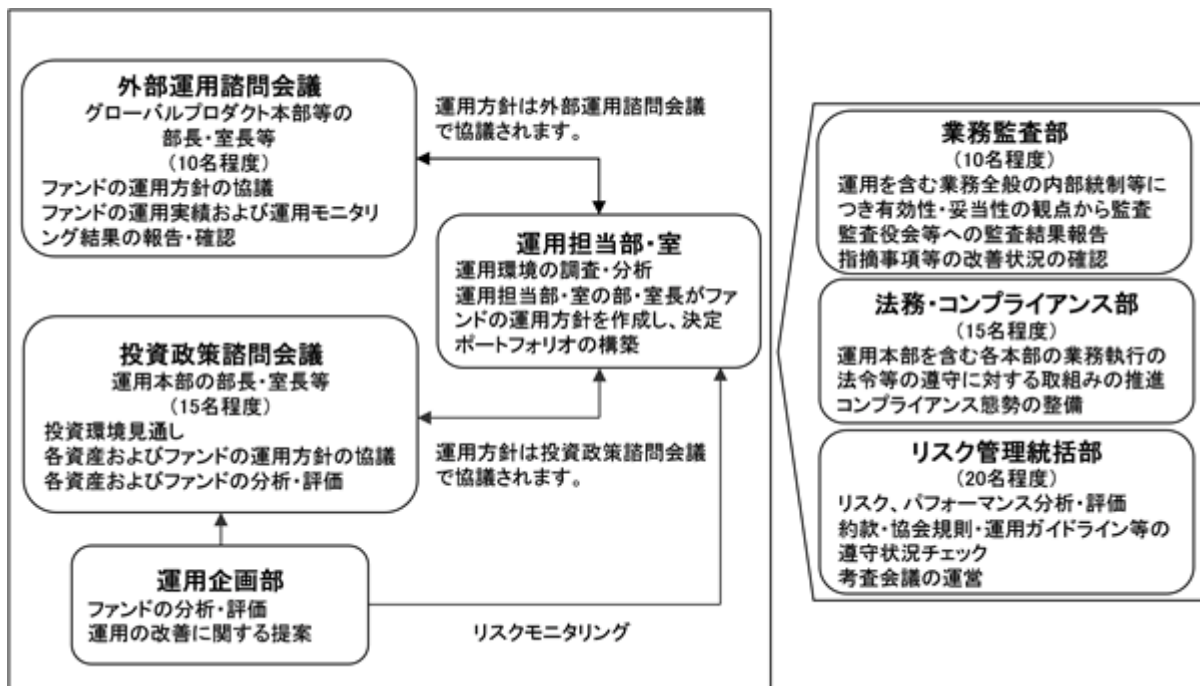 外部運用諮問会議
グローバルプロダクト本部等の
部長・室長等
(10名程度)
ファンドの運用方針の協議
ファンドの運用実績および運用モニタリ
ング結果の報告・確認
運用方針は外部運用諮問会議
で協議されます。
運用担当部・室
運用環境の調査・分析
運用担当部・室の部・室長がファ
ンドの運用方針を作成し、決定
ポートフォリオの構築
投資政策諮問会議
運用本部の部長・室長等
(15名程度)
投資環境見通し
各資産およびファンドの運用方針の協議
各資産およびファンドの分析・評価
運用方針は投資政策諮問会議
で協議されます。
運用企画部
ファンドの分析・評価
運用の改善に関する提案
リスクモニタリング
業務監査部
(10名程度)
運用を含む業務全般の内部統制等に
つき有効性・妥当性の観点から監査
監査役会等への監査結果報告
指摘事項等の改善状況の確認
法務・コンプライアンス部
(15名程度)
運用本部を含む各本部の業務執行の
法令等の遵守に対する取組みの推進
コンプライアンス態勢の整備
リスク管理統括部
(20名程度)
リスク、パフォーマンス分析・評価
約款・協会規則・運用ガイドライン等の
遵守状況チェック
考査会議の運営